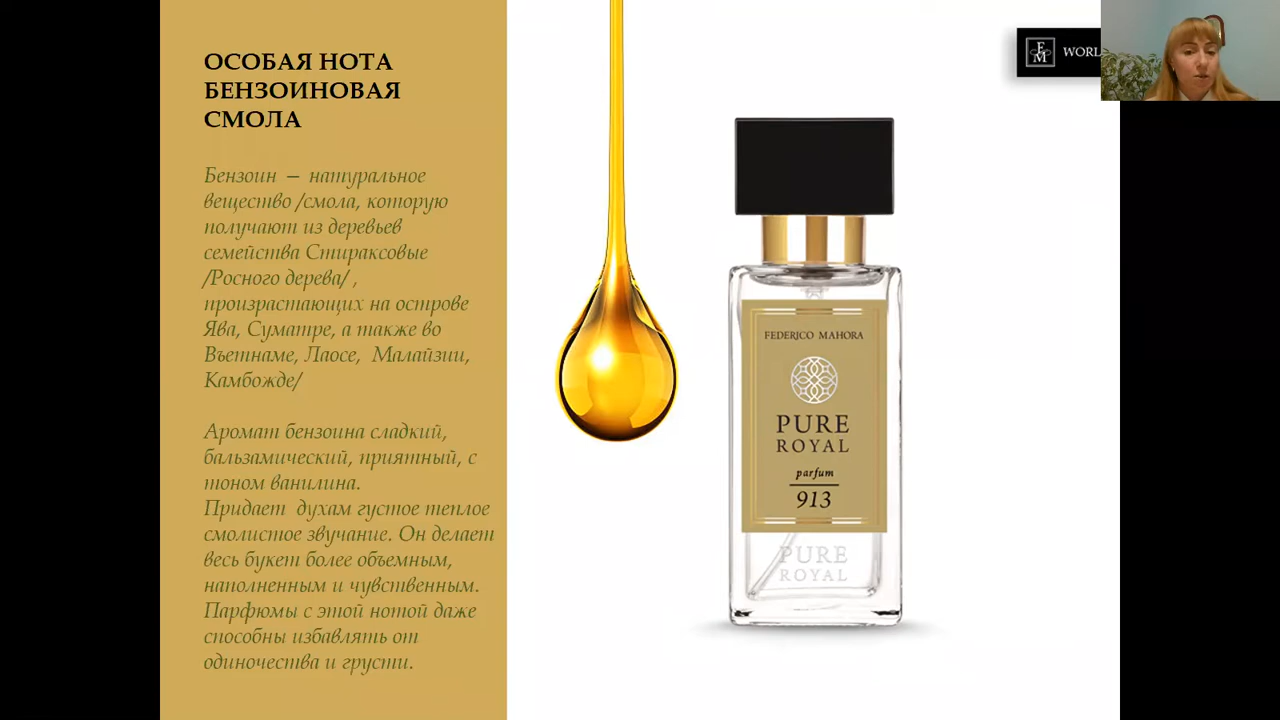 ОСОБАЯ НОТА
БЕНЗОИНОВАЯ
СМОЛА
Бензоин – натуральное
вещество /смола, которую
получают из деревьев
семейства Стираксовые
/Росного дерева/ ,
произрастающих на острове
Ява, Суматре, а также во
Вьетнаме, Лаосе, Малайзии,
Камбожде/
Аромат бензоина сладкий,
бальзамический, приятный, с
тоном ванилина.
Придает духам густое теплое
смолистое звучание. Он делает
весь букет более объемным,
наполненным и чувственным.
Парфюмы с этой нотой даже
способны избавлять от
одиночества и грусти.
FM
WORL
FEDERICO MAHORA
PURE
ROYAL
parfum
913
PURE
ROYAL